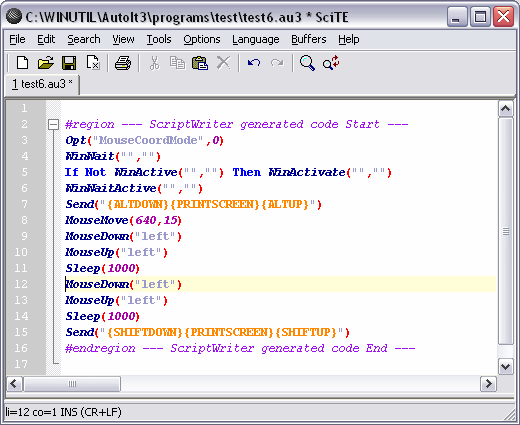 C:\WINUTIL\AutoIt3\programs\test\test6.au3 * SciTE
File Edit Search View Tools Options Language Buffers Help
1 test6.au3 *
1
2 #region --- ScriptWriter generated code Start ---
3 Opt("MouseCoordMode",0)
4 WinWait("","")
5 If Not WinActive("","") Then WinActivate("","")
6 WinWaitActive("","")
7 Send("{ALTDOWN}{PRINTSCREEN}{ALTUP}")
8 MouseMove(640,15)
9 MouseDown("left")
10 MouseUp("left")
11 Sleep(1000)
12 MouseDown("left")
13 MouseUp("left")
14 Sleep(1000)
15 Send("{SHIFTDOWN}{PRINTSCREEN}{SHIFTUP}")
16 #endregion --- ScriptWriter generated code End ---
17
li=12 co=1 INS (CR+LF)